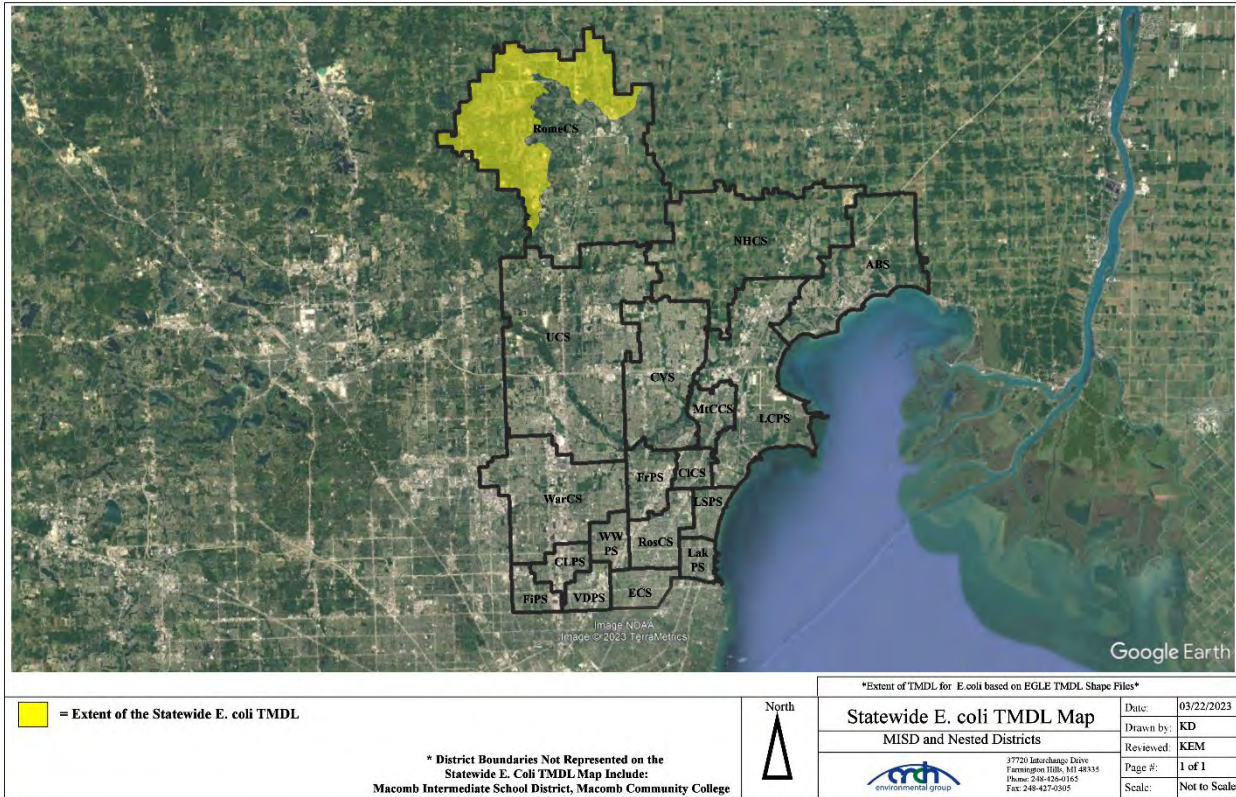 RomeCS
NHCS
ABS
UCS
CVS
MtCCS
LCPS
FrPS
ClCS
WarCS
LSPS
WW
PS
RosCS
Lak
PS
CLPS
FiPS
VDPS
ECS
Image NOAA
Image © 2023 TerraMetrics
Google Earth
= Extent of the Statewide E. coli TMDL
* District Boundaries Not Represented on the
Statewide E. Coli TMDL Map Include:
Macomb Intermediate School District, Macomb Community College
North
*Extent of TMDL for E.coli based on EGLE TMDL Shape Files*
Statewide E. coli TMDL Map
MISD and Nested Districts
arch
environmental group
37720 Interchange Drive
Farmington Hills, MI 48335
Phone: 248-426-0165
Fax: 248-427-0305
Date: 03/22/2023
Drawn by: KD
Reviewed: KEM
Page #: 1 of 1
Scale: Not to Scale